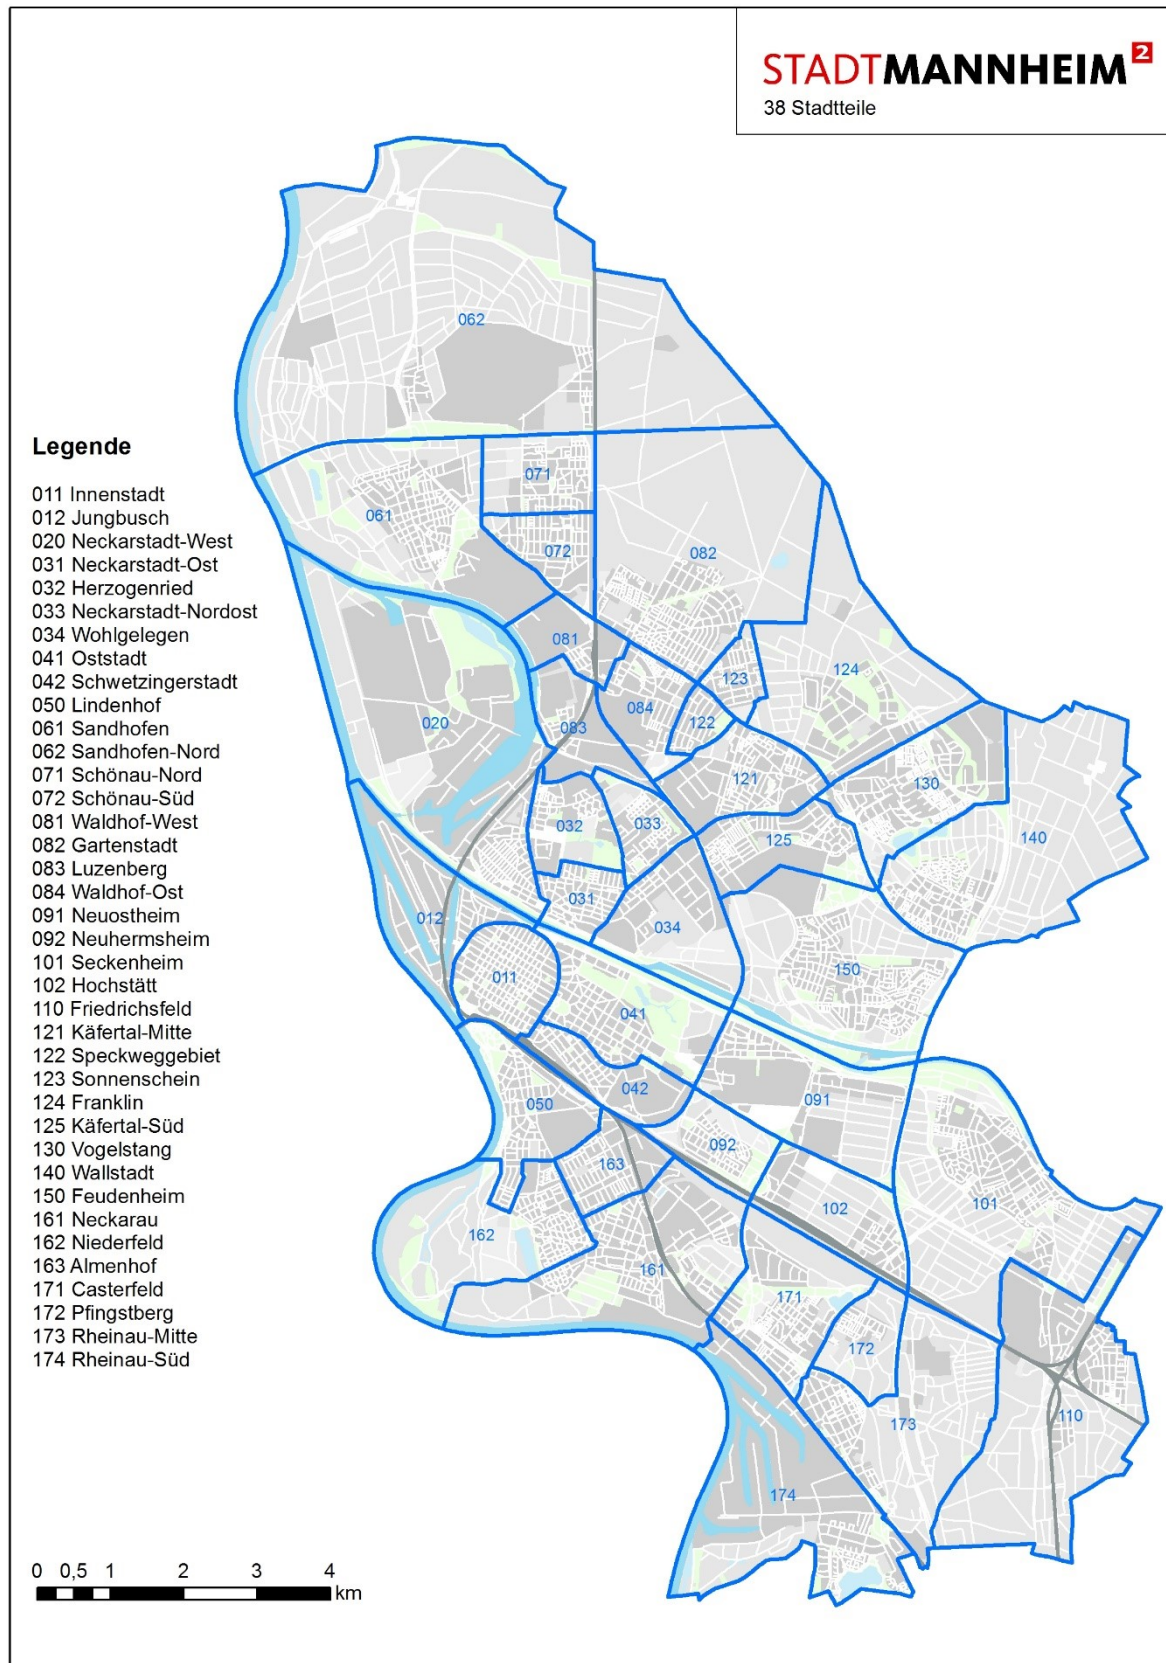 STADTMANNHEIM²
38 Stadtteile
Legende
011 Innenstadt
012 Jungbusch
020 Neckarstadt-West
031 Neckarstadt-Ost
032 Herzogenried
033 Neckarstadt-Nordost
034 Wohlgelegen
041 Oststadt
042 Schwetzingerstadt
050 Lindenhof
061 Sandhofen
062 Sandhofen-Nord
071 Schönau-Nord
072 Schönau-Süd
081 Waldhof-West
082 Gartenstadt
083 Luzenberg
084 Waldhof-Ost
091 Neuostheim
092 Neuhermsheim
101 Seckenheim
102 Hochstätt
110 Friedrichsfeld
121 Käfertal-Mitte
122 Speckweggebiet
123 Sonnenschein
124 Franklin
125 Käfertal-Süd
130 Vogelstang
140 Wallstadt
150 Feudenheim
161 Neckarau
162 Niederfeld
163 Almenhof
171 Casterfeld
172 Pfingstberg
173 Rheinau-Mitte
174 Rheinau-Süd
062
071
061
072
082
081
123
124
084
020
083
122
121
130
032
033
125
140
031
012
034
011
150
041
042
050
091
092
163
101
102
162
161
171
172
110
173
174
0 0,5 1 2 3 4
km